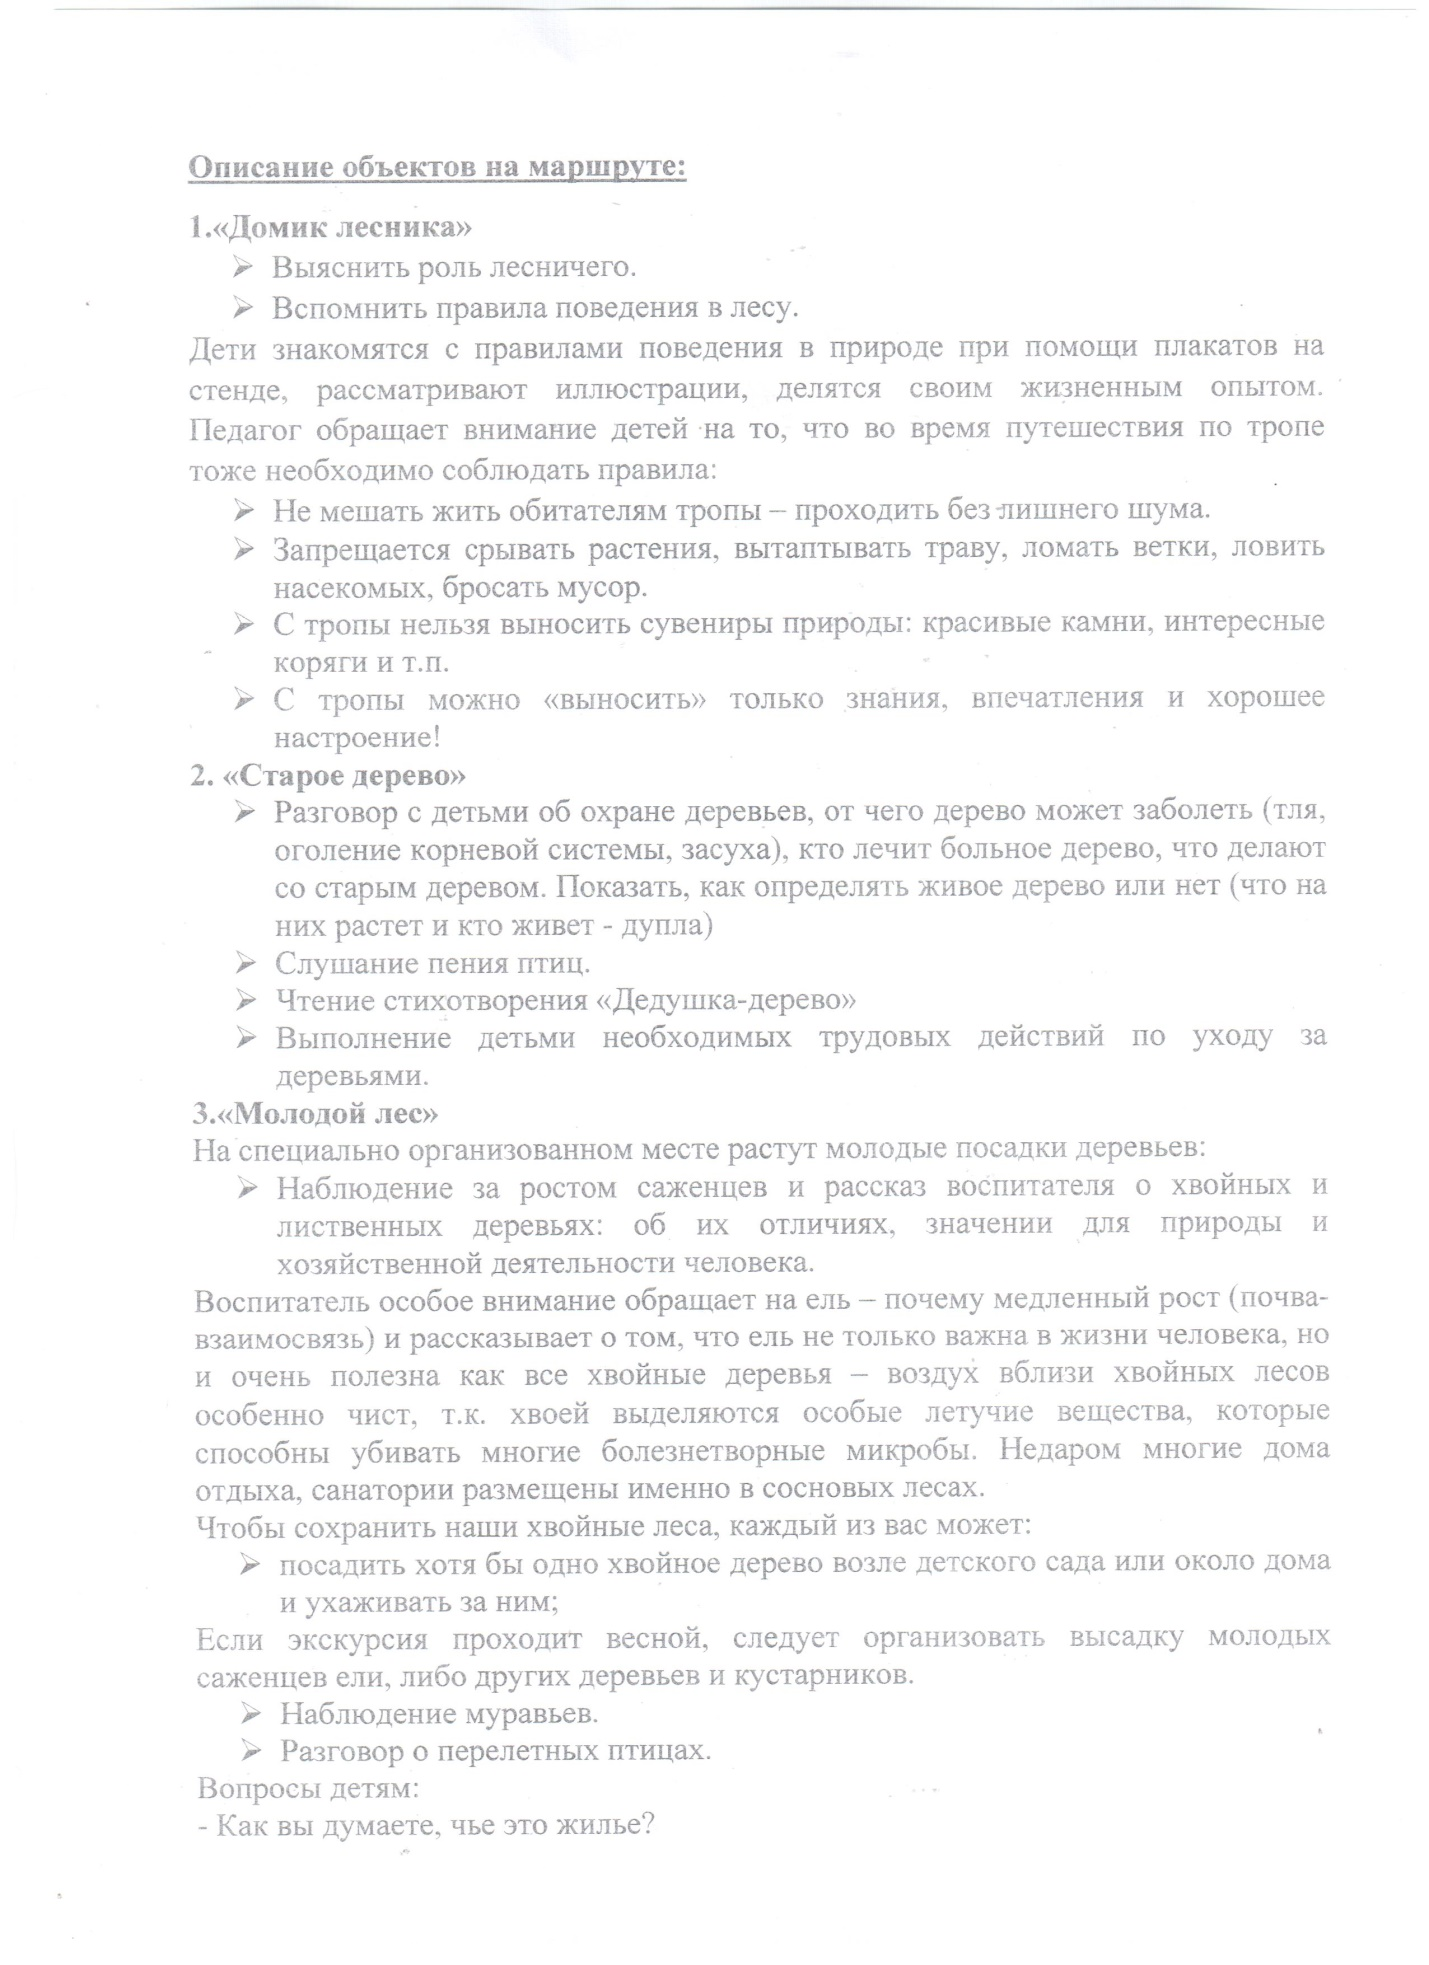 Описание объектов на маршруте:
1.«Домик лесника»
➢ Выяснить роль лесничего.
➢ Вспомнить правила поведения в лесу.
Дети знакомятся с правилами поведения в природе при помощи плакатов на
стенде, рассматривают иллюстрации, делятся своим жизненным опытом.
Педагог обращает внимание детей на то, что во время путешествия по тропе
тоже необходимо соблюдать правила:
➢ Не мешать жить обитателям тропы – проходить без лишнего шума.
➢ Запрещается срывать растения, вытаптывать траву, ломать ветки, ловить
насекомых, бросать мусор.
➢ С тропы нельзя выносить сувениры природы: красивые камни, интересные
коряги и т.п.
➢ С тропы можно «выносить» только знания, впечатления и хорошее
настроение!
2. «Старое дерево»
➢ Разговор с детьми об охране деревьев, от чего дерево может заболеть (тля,
оголение корневой системы, засуха), кто лечит больное дерево, что делают
со старым деревом. Показать, как определять живое дерево или нет (что на
них растет и кто живет - дупла)
➢ Слушание пения птиц.
➢ Чтение стихотворения «Дедушка-дерево»
➢ Выполнение детьми необходимых трудовых действий по уходу за
деревьями.
3.«Молодой лес»
На специально организованном месте растут молодые посадки деревьев:
➢ Наблюдение за ростом саженцев и рассказ воспитателя о хвойных и
лиственных деревьях: об их отличиях, значении для природы и
хозяйственной деятельности человека.
Воспитатель особое внимание обращает на ель – почему медленный рост (почва-
взаимосвязь) и рассказывает о том, что ель не только важна в жизни человека, но
и очень полезна как все хвойные деревья – воздух вблизи хвойных лесов
особенно чист, т.к. хвоей выделяются особые летучие вещества, которые
способны убивать многие болезнетворные микробы. Недаром многие дома
отдыха, санатории размещены именно в сосновых лесах.
Чтобы сохранить наши хвойные леса, каждый из вас может:
➢ посадить хотя бы одно хвойное дерево возле детского сада или около дома
и ухаживать за ним;
Если экскурсия проходит весной, следует организовать высадку молодых
саженцев ели, либо других деревьев и кустарников.
➢ Наблюдение муравьев.
➢ Разговор о перелетных птицах.
Вопросы детям:
- Как вы думаете, чье это жилье?